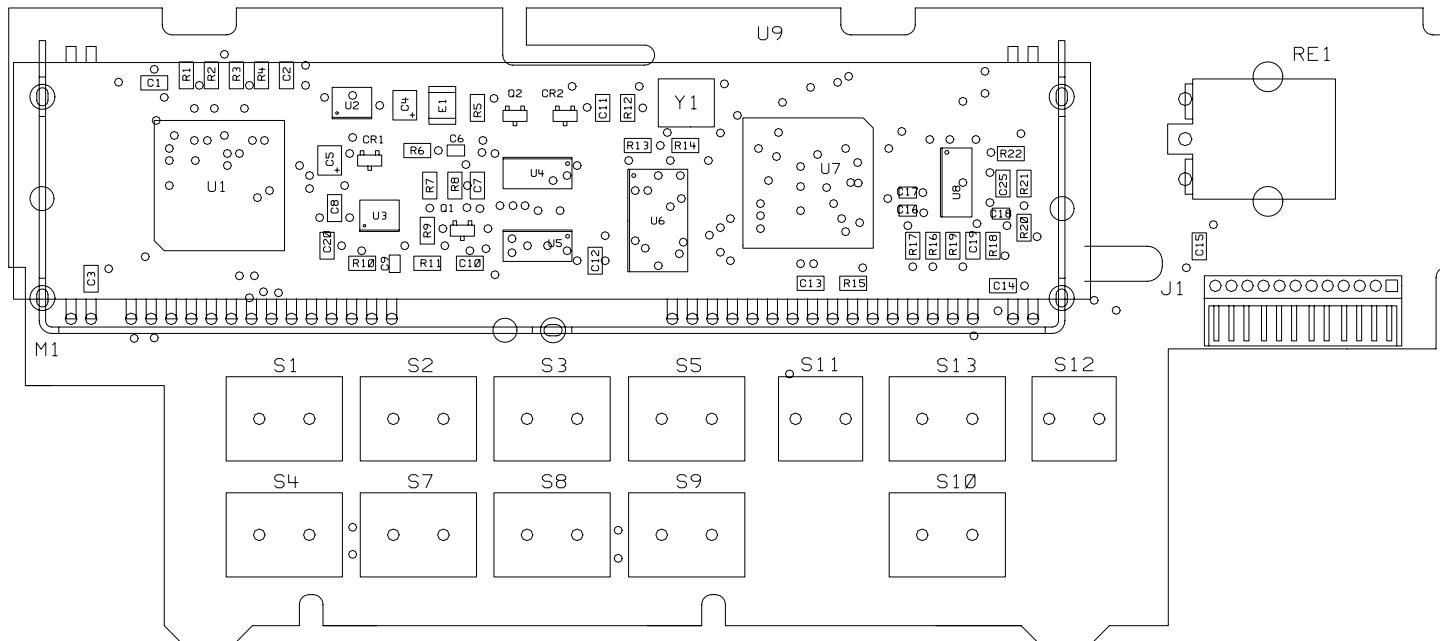 U9
RE1
C1
R1
R2
R3
R4
C2
U2
C4
E1
R5
Q2
CR2
C11
R12
Y1
CR1
C5
R6
C6
R13
R14
R22
U1
U4
U7
R7
R8
C7
C17
U8
C25
R21
C8
U3
Q1
U6
C16
C18
R20
R9
C20
U5
C12
R17
R16
R19
C19
R18
C15
R10
C9
R11
C10
C3
C13
R15
C14
J1
M1
S1
S2
S3
S5
S11
S13
S12
S4
S7
S8
S9
S10